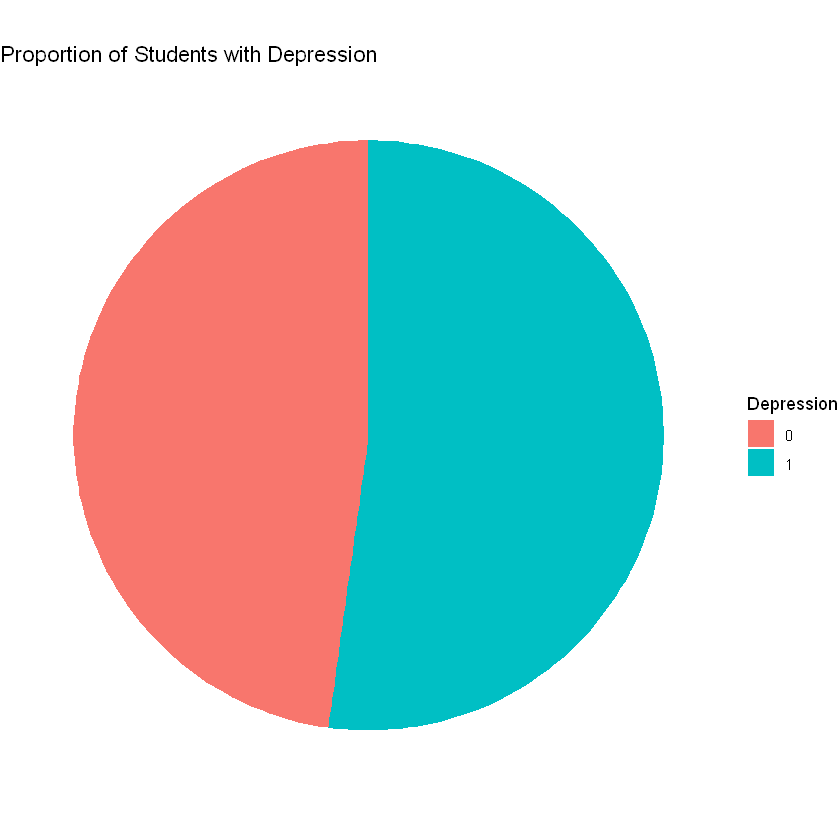 Proportion of Students with Depression
Depression
0
1